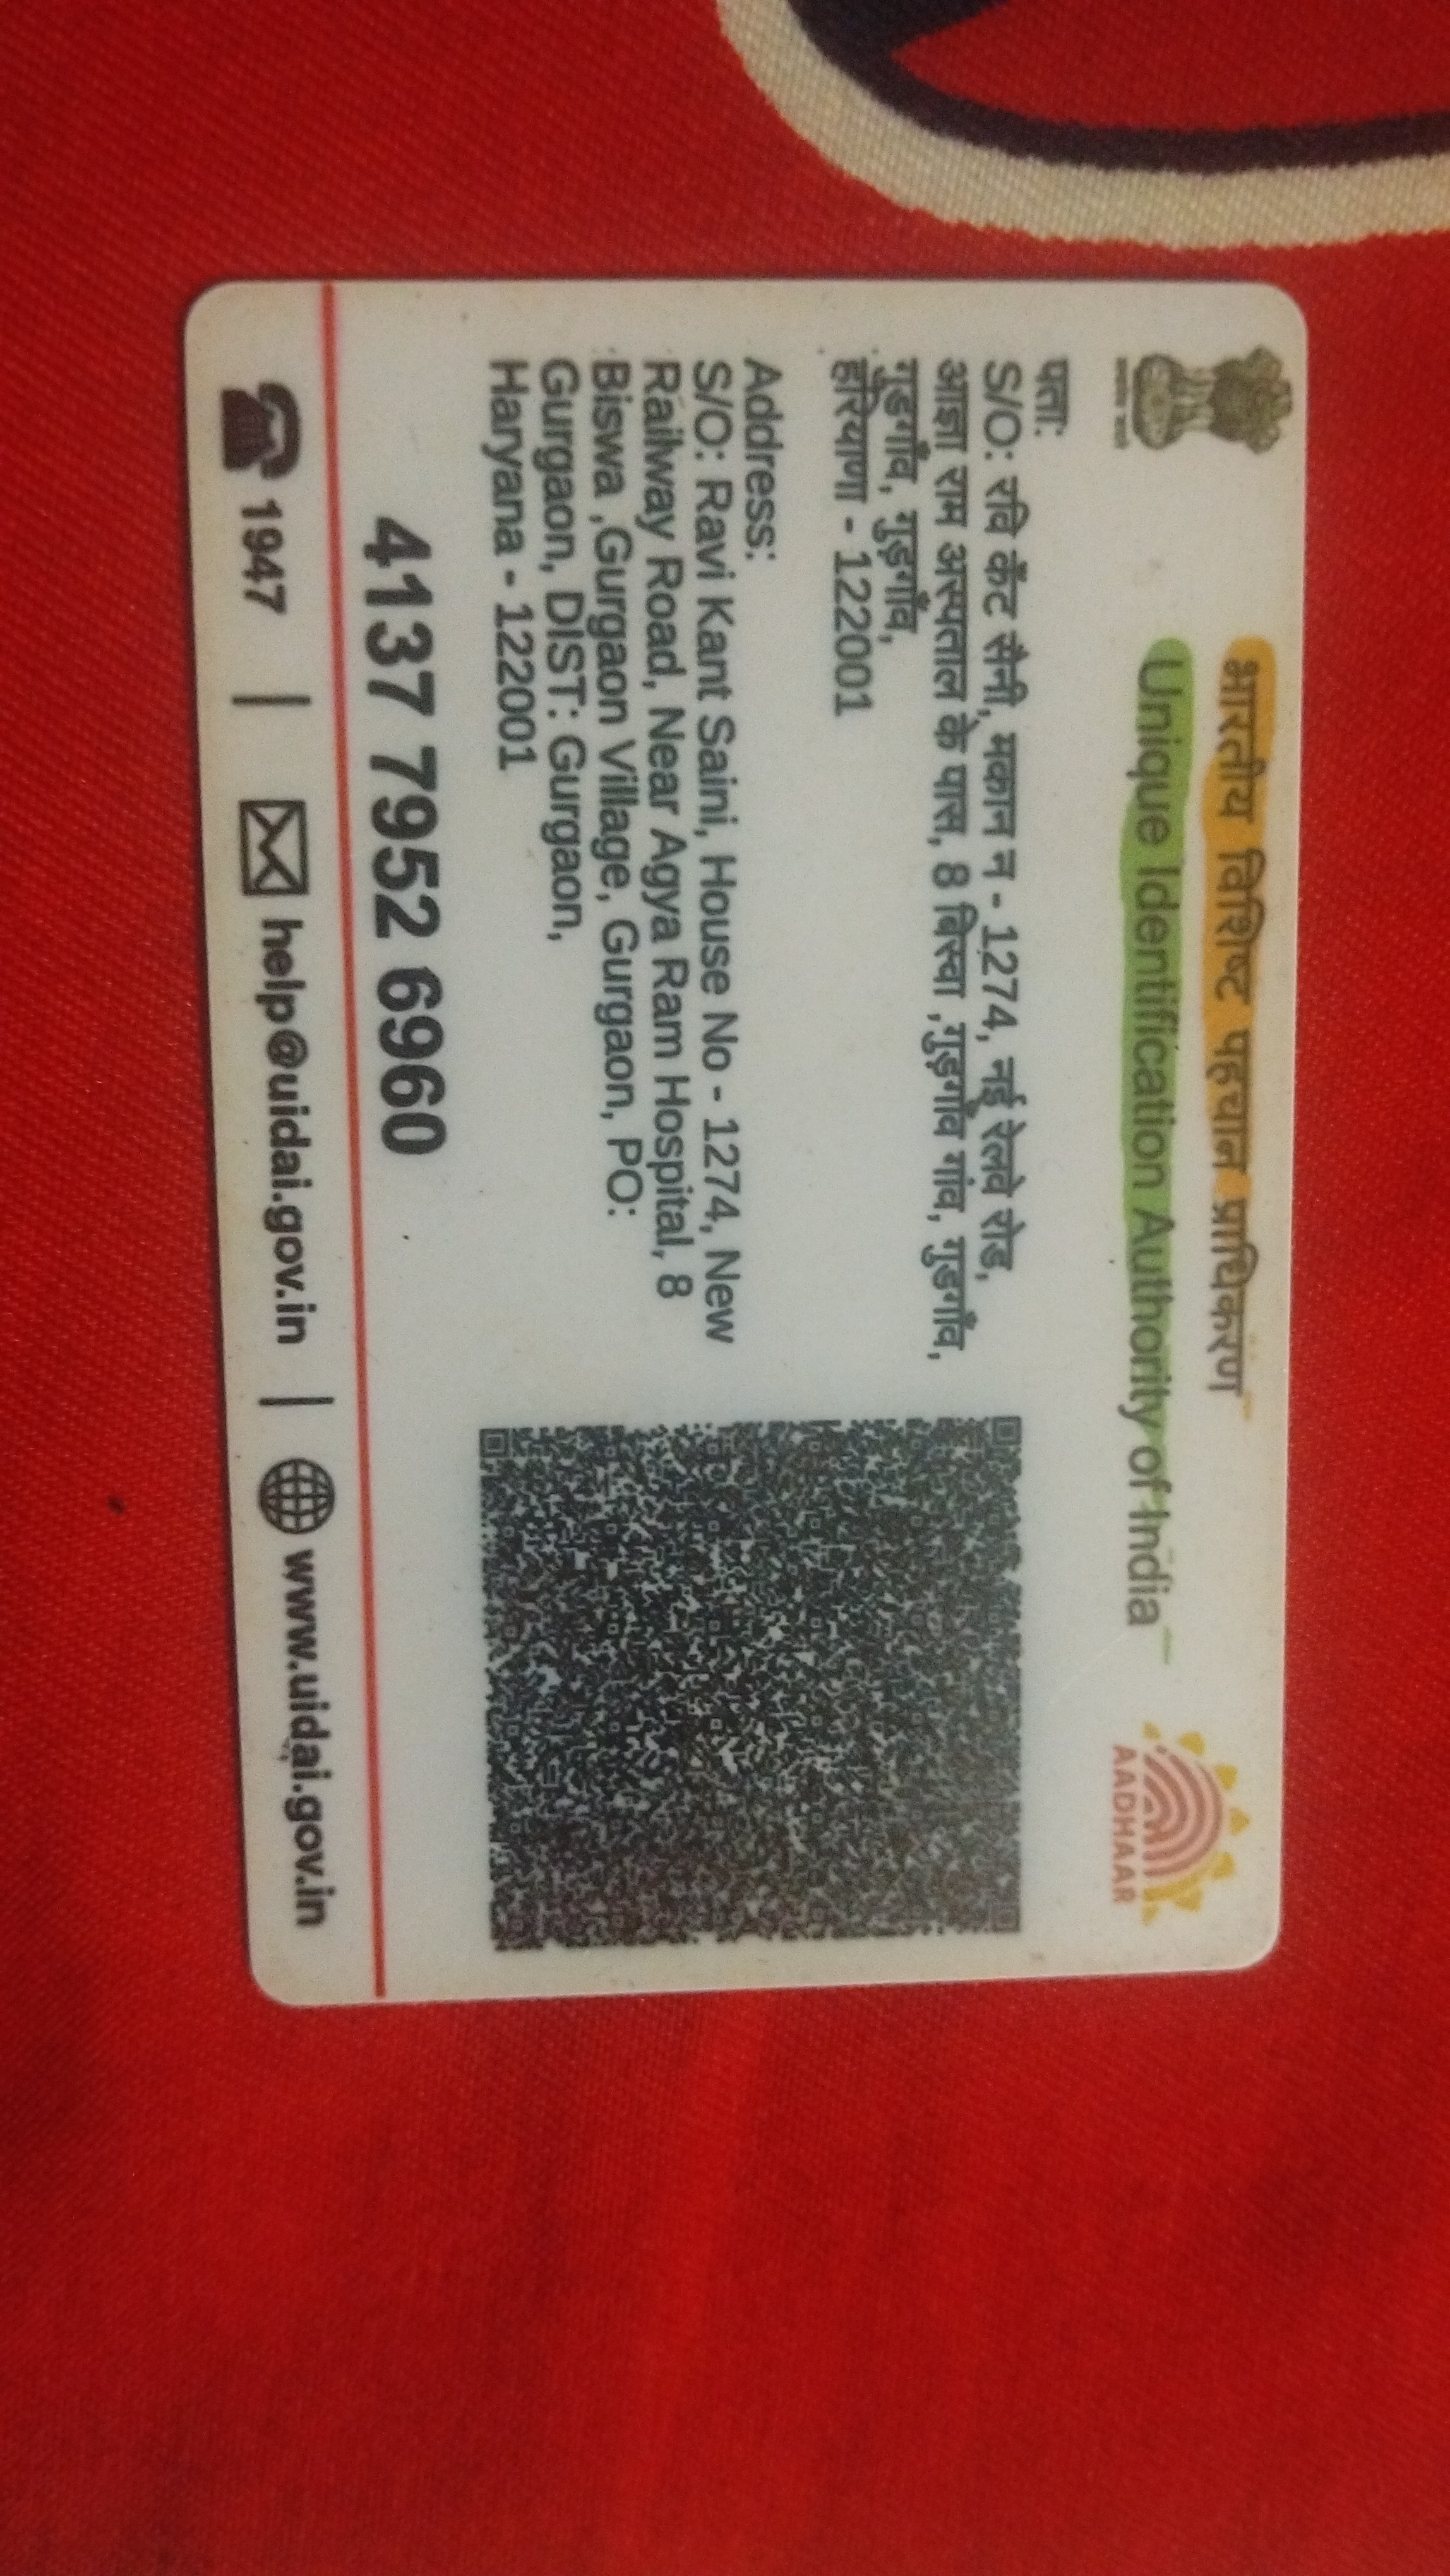 भारतीय विशिष्ट पहचान प्राधिकरण
Unique Identification Authority of India
AADHAAR
पता:
S/O: रवि केंट सैनी, मकान न - 1274, नई रेलवे रोड,
आज्ञा राम अस्पताल के पास, 8 बिस्वा ,गुड़गाँव गांव, गुडगाँव,
गुडगाँव, गुड़गाँव,
हरियाणा - 122001
Address:
S/O: Ravi Kant Saini, House No - 1274, New
Railway Road, Near Agya Ram Hospital, 8
Biswa ,Gurgaon Village, Gurgaon, PO:
Gurgaon, DIST: Gurgaon,
Haryana - 122001
4137 7952 6960
1947 | help@uidai.gov.in | www.uidai.gov.in